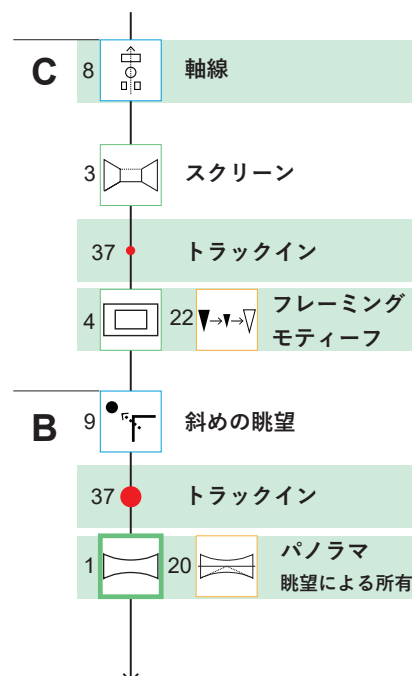 C 8 軸線
3 スクリーン
37 トラックイン
4 22 フレーミング
モティーフ
B 9 斜めの眺望
37 トラックイン
1 20 パノラマ
眺望による所有